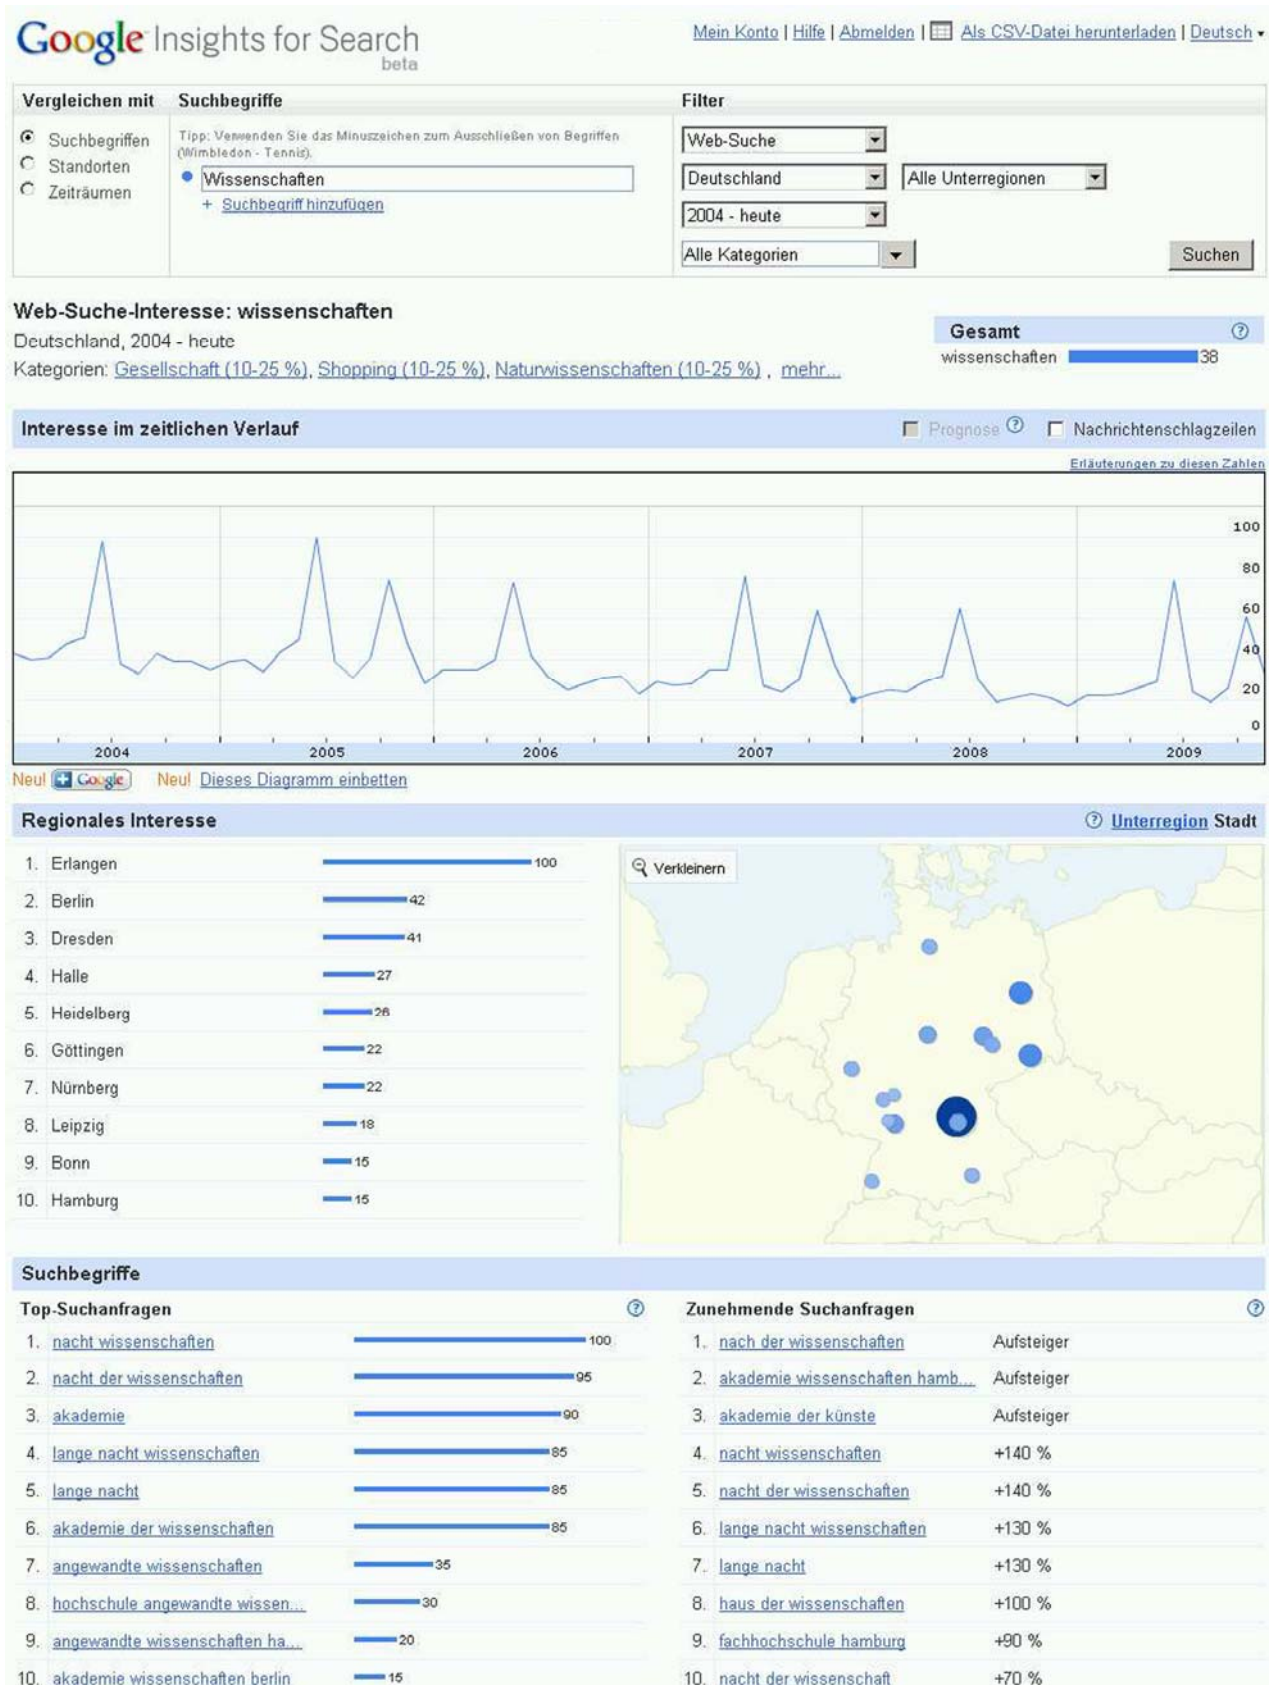 Google Insights for Search
beta
Mein Konto | Hilfe | Abmelden | Als CSV-Datei herunterladen | Deutsch
Vergleichen mit Suchbegriffe Filter
Suchbegriffen
Standorten
Zeiträumen
Tipp: Verwenden Sie das Minuszeichen zum Ausschließen von Begriffen
(Wimbledon - Tennis).
Wissenschaften
+ Suchbegriff hinzufügen
Web-Suche
Deutschland Alle Unterregionen
2004 - heute
Alle Kategorien Suchen
Web-Suche-Interesse: wissenschaften
Deutschland, 2004 - heute
Kategorien: Gesellschaft (10-25 %), Shopping (10-25 %), Naturwissenschaften (10-25 %) , mehr...
Gesamt ?
wissenschaften 38
Interesse im zeitlichen Verlauf Prognose ? Nachrichtenschlagzeilen
Erläuterungen zu diesen Zahlen
100
80
60
40
20
0
2004 2005 2006 2007 2008 2009
Neu! + Google Neu! Dieses Diagramm einbetten
Regionales Interesse ? Unterregion Stadt
1. Erlangen 100
2. Berlin 42
3. Dresden 41
4. Halle 27
5. Heidelberg 26
6. Göttingen 22
7. Nürnberg 22
8. Leipzig 18
9. Bonn 15
10. Hamburg 15
Verkleinern
Suchbegriffe
Top-Suchanfragen ?
1. nacht wissenschaften 100
2. nacht der wissenschaften 95
3. akademie 90
4. lange nacht wissenschaften 85
5. lange nacht 85
6. akademie der wissenschaften 85
7. angewandte wissenschaften 35
8. hochschule angewandte wissen... 30
9. angewandte wissenschaften ha... 20
10. akademie wissenschaften berlin 15
Zunehmende Suchanfragen ?
1. nach der wissenschaften Aufsteiger
2. akademie wissenschaften hamb... Aufsteiger
3. akademie der künste Aufsteiger
4. nacht wissenschaften +140 %
5. nacht der wissenschaften +140 %
6. lange nacht wissenschaften +130 %
7. lange nacht +130 %
8. haus der wissenschaften +100 %
9. fachhochschule hamburg +90 %
10. nacht der wissenschaft +70 %